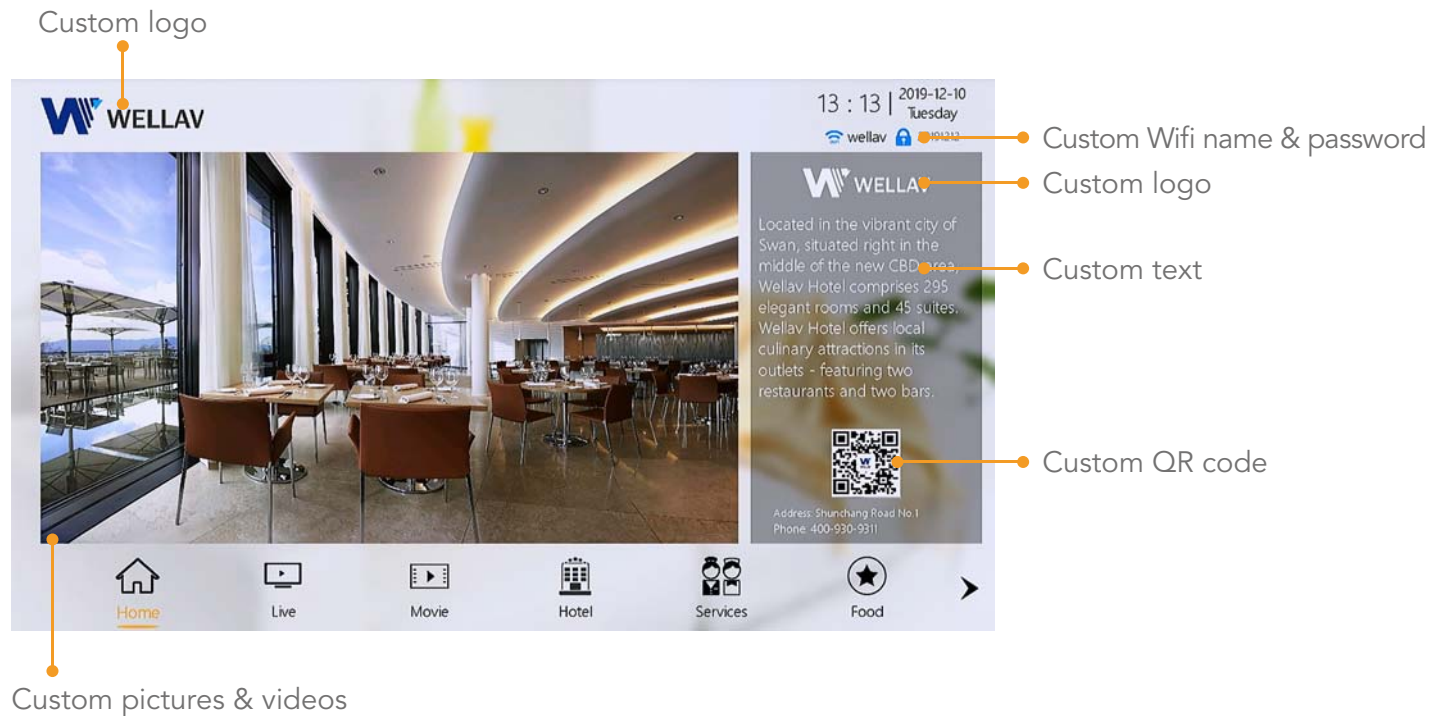 Custom logo
WELLAV
13 : 13 | 2019-12-10
Tuesday
wellav
Custom Wifi name & password
WELLAV
Custom logo
Located in the vibrant city of
Swan, situated right in the
middle of the new CBD area,
Wellav Hotel comprises 295
elegant rooms and 45 suites.
Wellav Hotel offers local
culinary attractions in its
outlets - featuring two
restaurants and two bars.
Custom text
Custom QR code
Address: Shunchang Road No.1
Phone: 400-930-9311
Home
Live
Movie
Hotel
Services
Food
Custom pictures & videos